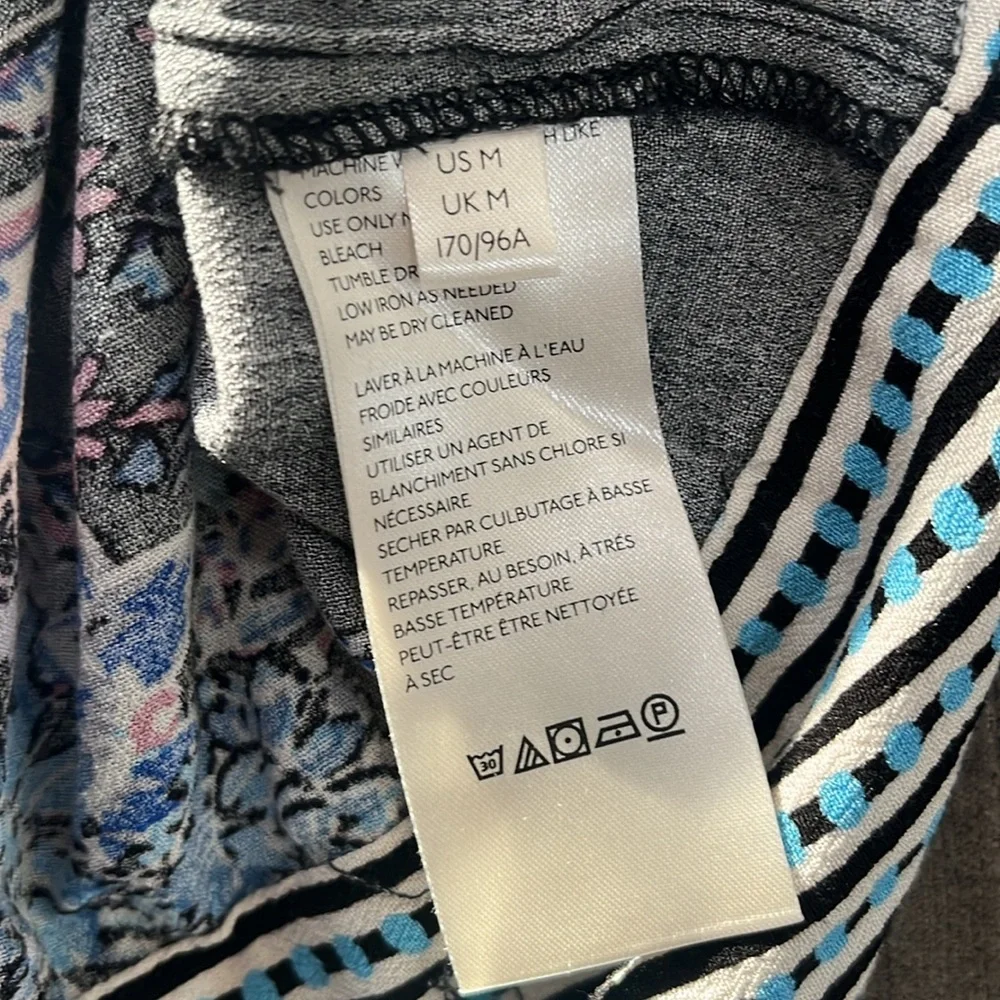 US M
UK M
170/96A
MACHINE H LIKE
COLORS
USE ONLY
BLEACH
TUMBLE DR
LOW IRON AS NEEDED
MAY BE DRY CLEANED
LAVER À LA MACHINE À L'EAU
FROIDE AVEC COULEURS
SIMILAIRES
UTILISER UN AGENT DE
BLANCHIMENT SANS CHLORE SI
NÉCESSAIRE
SECHER PAR CULBUTAGE À BASSE
TEMPERATURE
REPASSER, AU BESOIN, À TRÉS
BASSE TEMPÉRATURE
PEUT-ÊTRE ÊTRE NETTOYÉE
À SEC
30 P